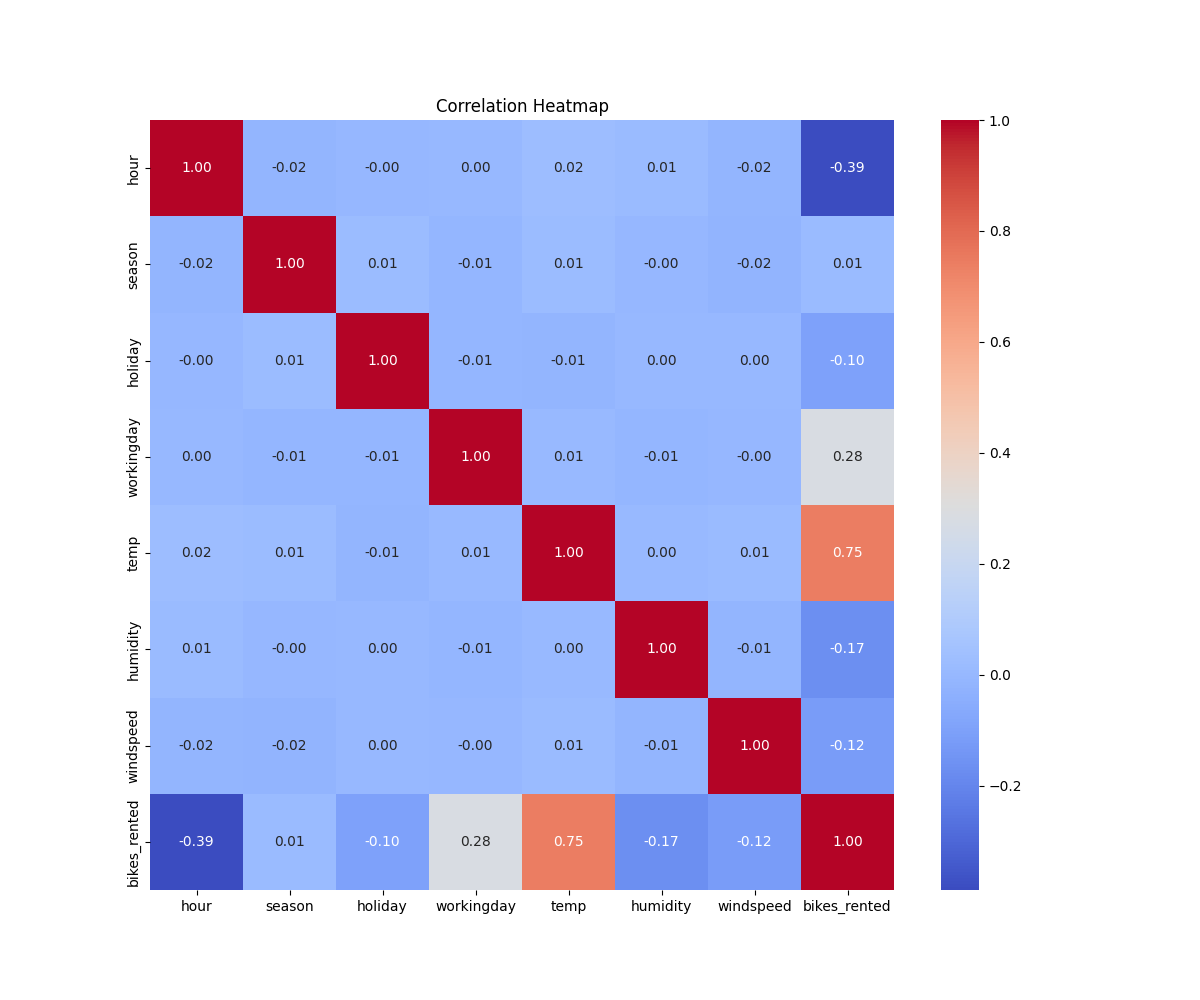 Correlation Heatmap
hour 1.00 -0.02 -0.00 0.00 0.02 0.01 -0.02 -0.39
season -0.02 1.00 0.01 -0.01 0.01 -0.00 -0.02 0.01
holiday -0.00 0.01 1.00 -0.01 -0.01 0.00 0.00 -0.10
workingday 0.00 -0.01 -0.01 1.00 0.01 -0.01 -0.00 0.28
temp 0.02 0.01 -0.01 0.01 1.00 0.00 0.01 0.75
humidity 0.01 -0.00 0.00 -0.01 0.00 1.00 -0.01 -0.17
windspeed -0.02 -0.02 0.00 -0.00 0.01 -0.01 1.00 -0.12
bikes_rented -0.39 0.01 -0.10 0.28 0.75 -0.17 -0.12 1.00
hour season holiday workingday temp humidity windspeed bikes_rented
1.0
0.8
0.6
0.4
0.2
0.0
−0.2